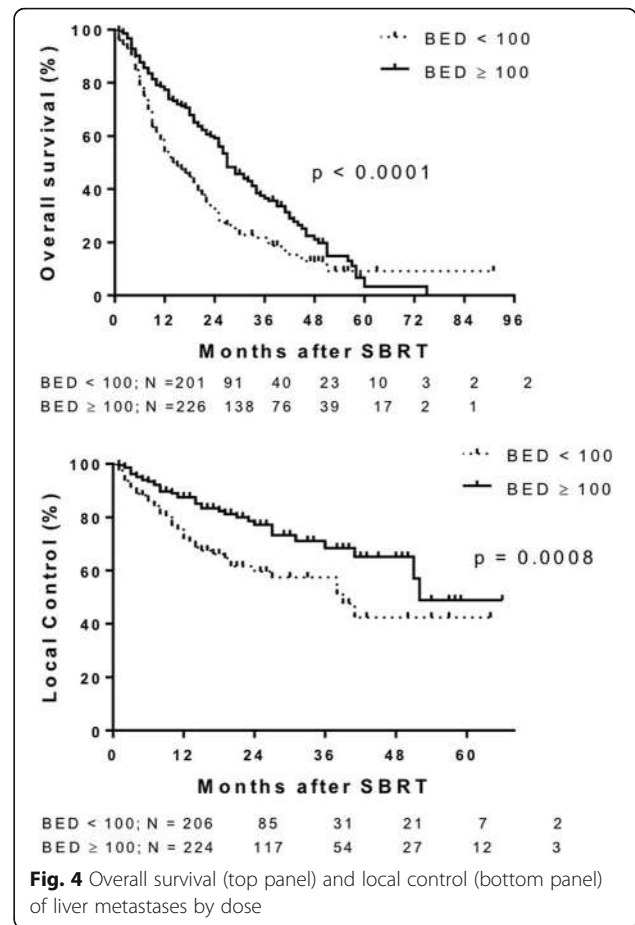 100
80
60
40
20
0
Overall survival (%)
BED < 100
BED ≥ 100
p < 0.0001
0 12 24 36 48 60 72 84 96
Months after SBRT
BED < 100; N =201 91 40 23 10 3 2 2
BED ≥ 100; N =226 138 76 39 17 2 1
100
80
60
40
20
0
Local Control (%)
BED < 100
BED ≥ 100
p = 0.0008
0 12 24 36 48 60
Months after SBRT
BED < 100; N = 206 85 31 21 7 2
BED ≥ 100; N = 224 117 54 27 12 3
Fig. 4 Overall survival (top panel) and local control (bottom panel)
of liver metastases by dose